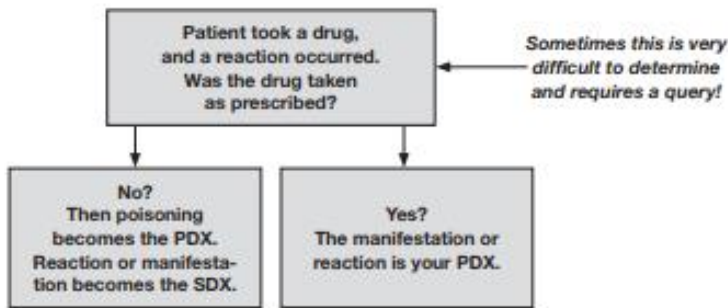 Patient took a drug,
and a reaction occurred.
Was the drug taken
as prescribed?
Sometimes this is very
difficult to determine
and requires a query!
No?
Then poisoning
becomes the PDX.
Reaction or manifesta-
tion becomes the SDX.
Yes?
The manifestation or
reaction is your PDX.